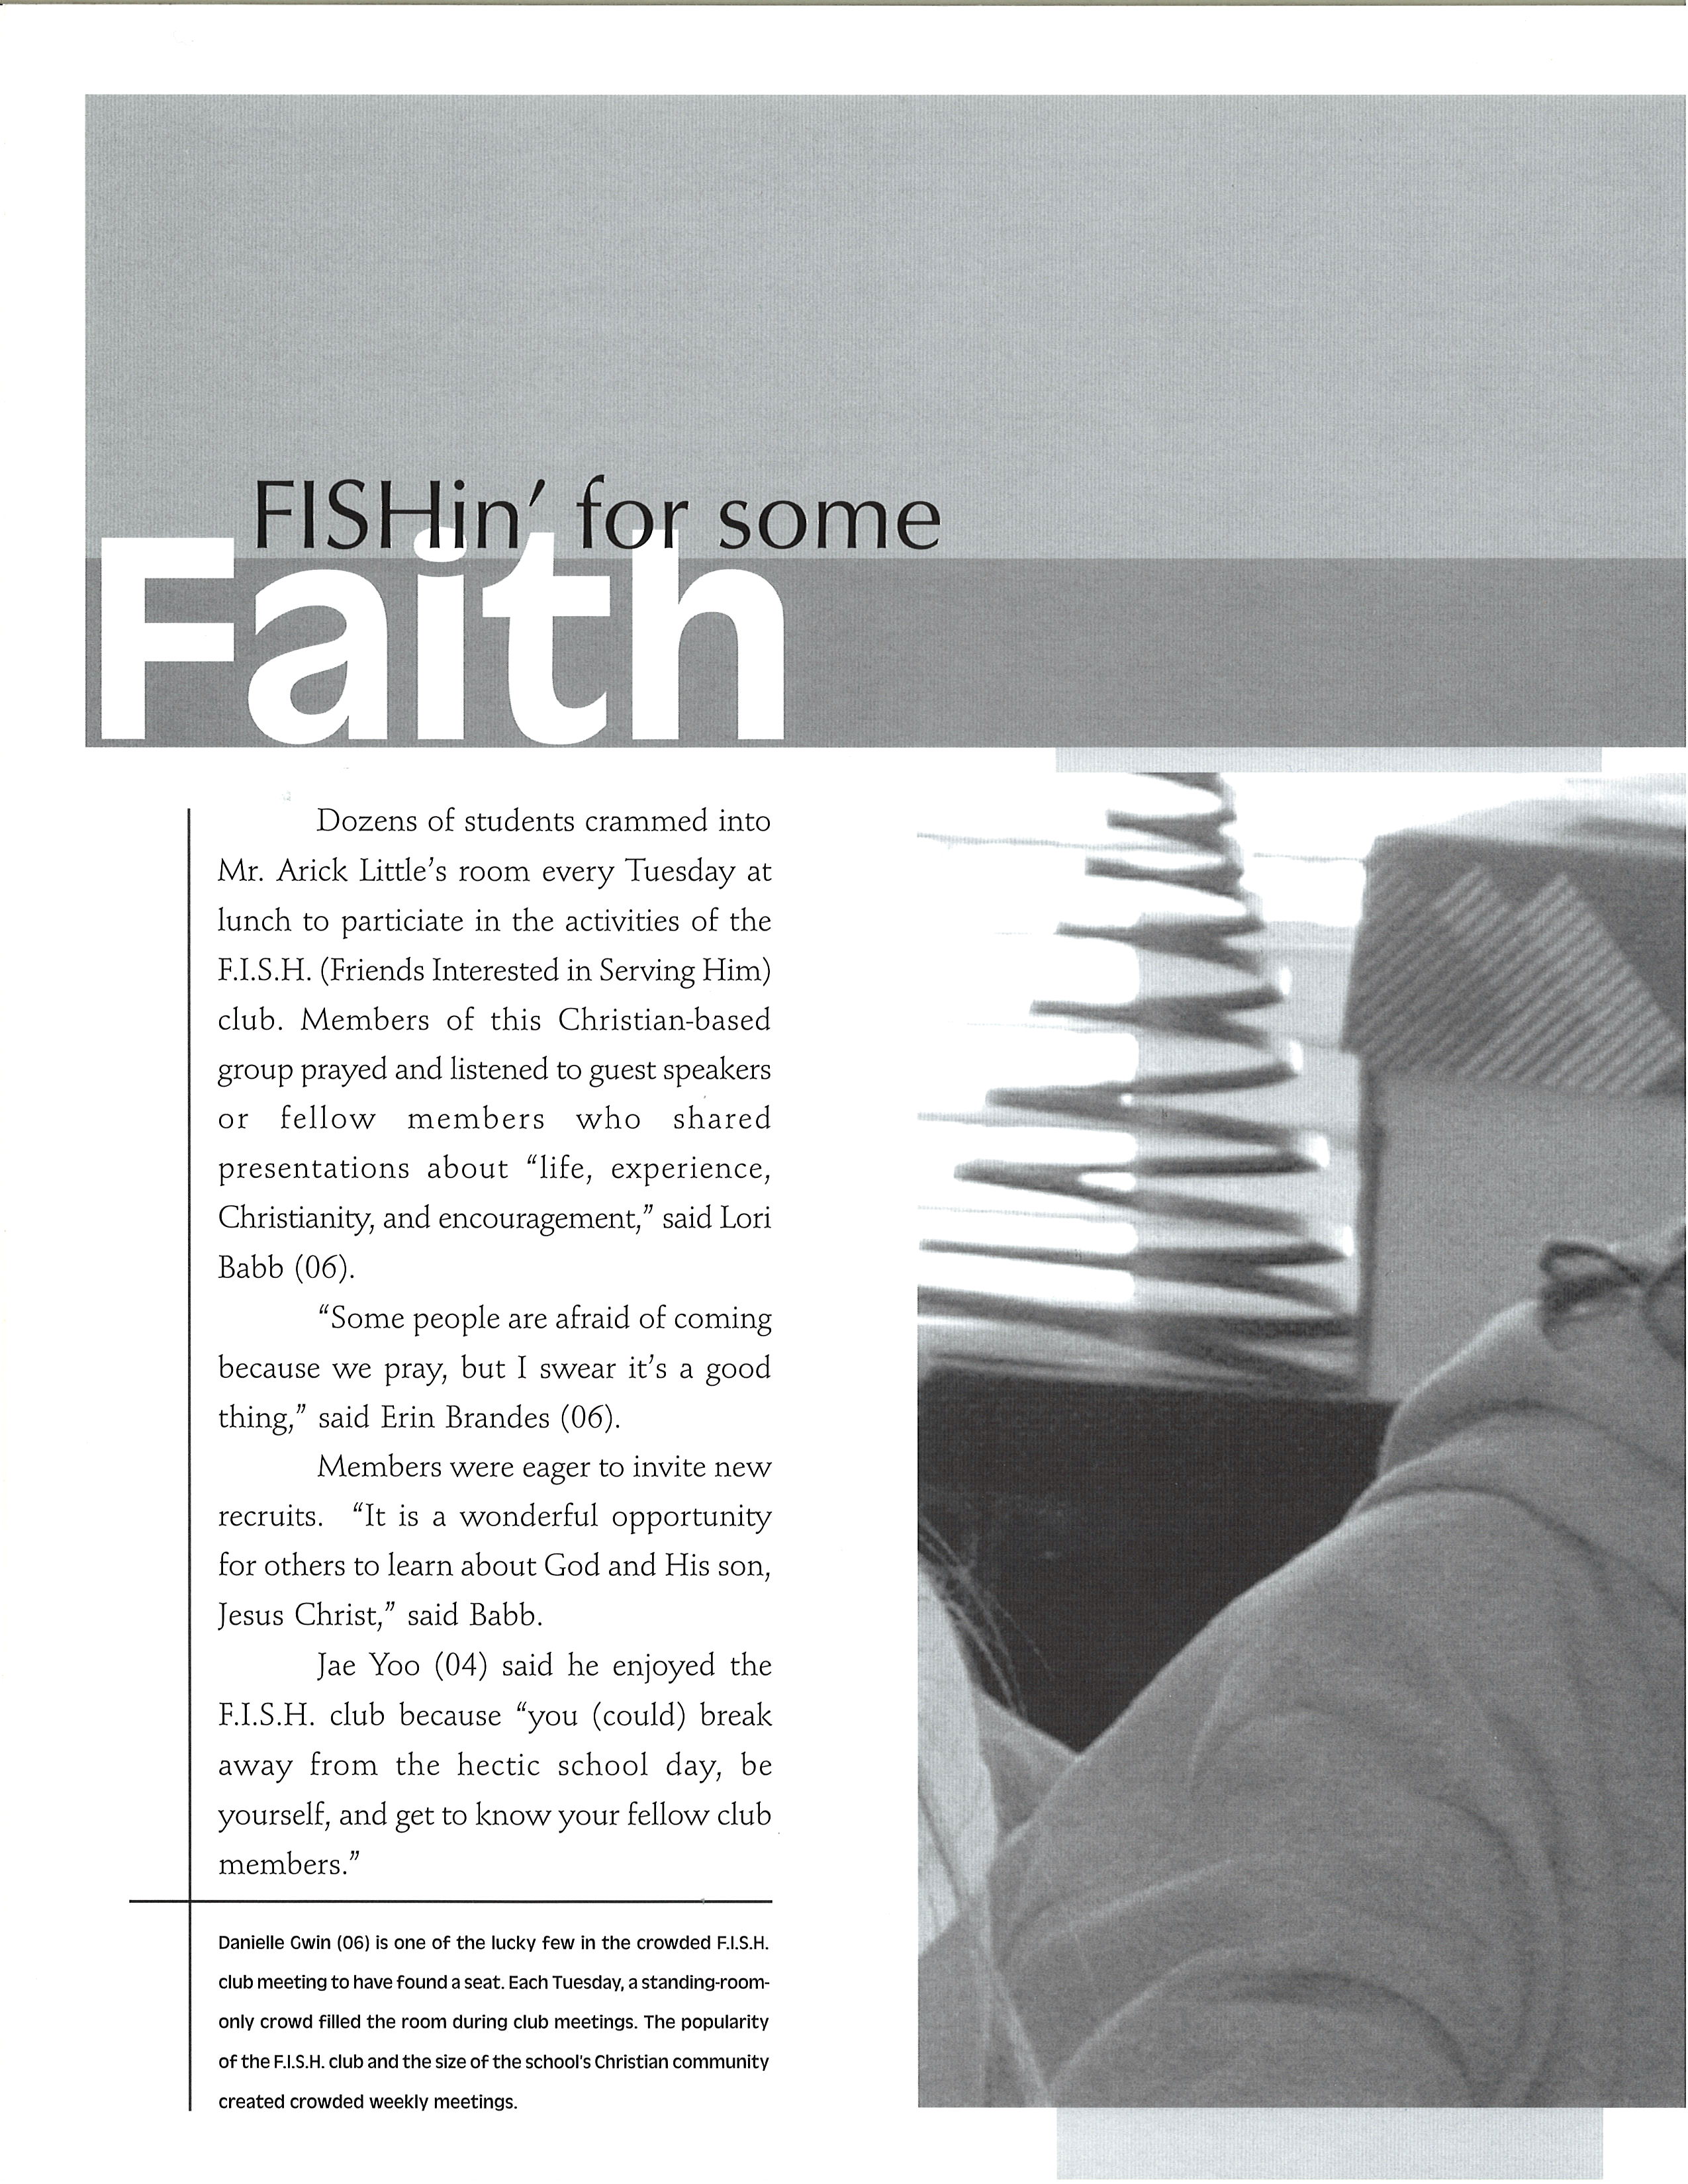 FISHin’ for some
Faith
Dozens of students crammed into
Mr. Arick Little’s room every Tuesday at
lunch to particiate in the activities of the
F.I.S.H. (Friends Interested in Serving Him)
club. Members of this Christian-based
group prayed and listened to guest speakers
or fellow members who shared
presentations about “life, experience,
Christianity, and encouragement,” said Lori
Babb (06).
“Some people are afraid of coming
because we pray, but I swear it’s a good
thing,” said Erin Brandes (06).
Members were eager to invite new
recruits. “It is a wonderful opportunity
for others to learn about God and His son,
Jesus Christ,” said Babb.
Jae Yoo (04) said he enjoyed the
F.I.S.H. club because “you (could) break
away from the hectic school day, be
yourself, and get to know your fellow club
members.”
Danielle Gwin (06) is one of the lucky few in the crowded F.I.S.H.
club meeting to have found a seat. Each Tuesday, a standing-room-
only crowd filled the room during club meetings. The popularity
of the F.I.S.H. club and the size of the school's Christian community
created crowded weekly meetings.